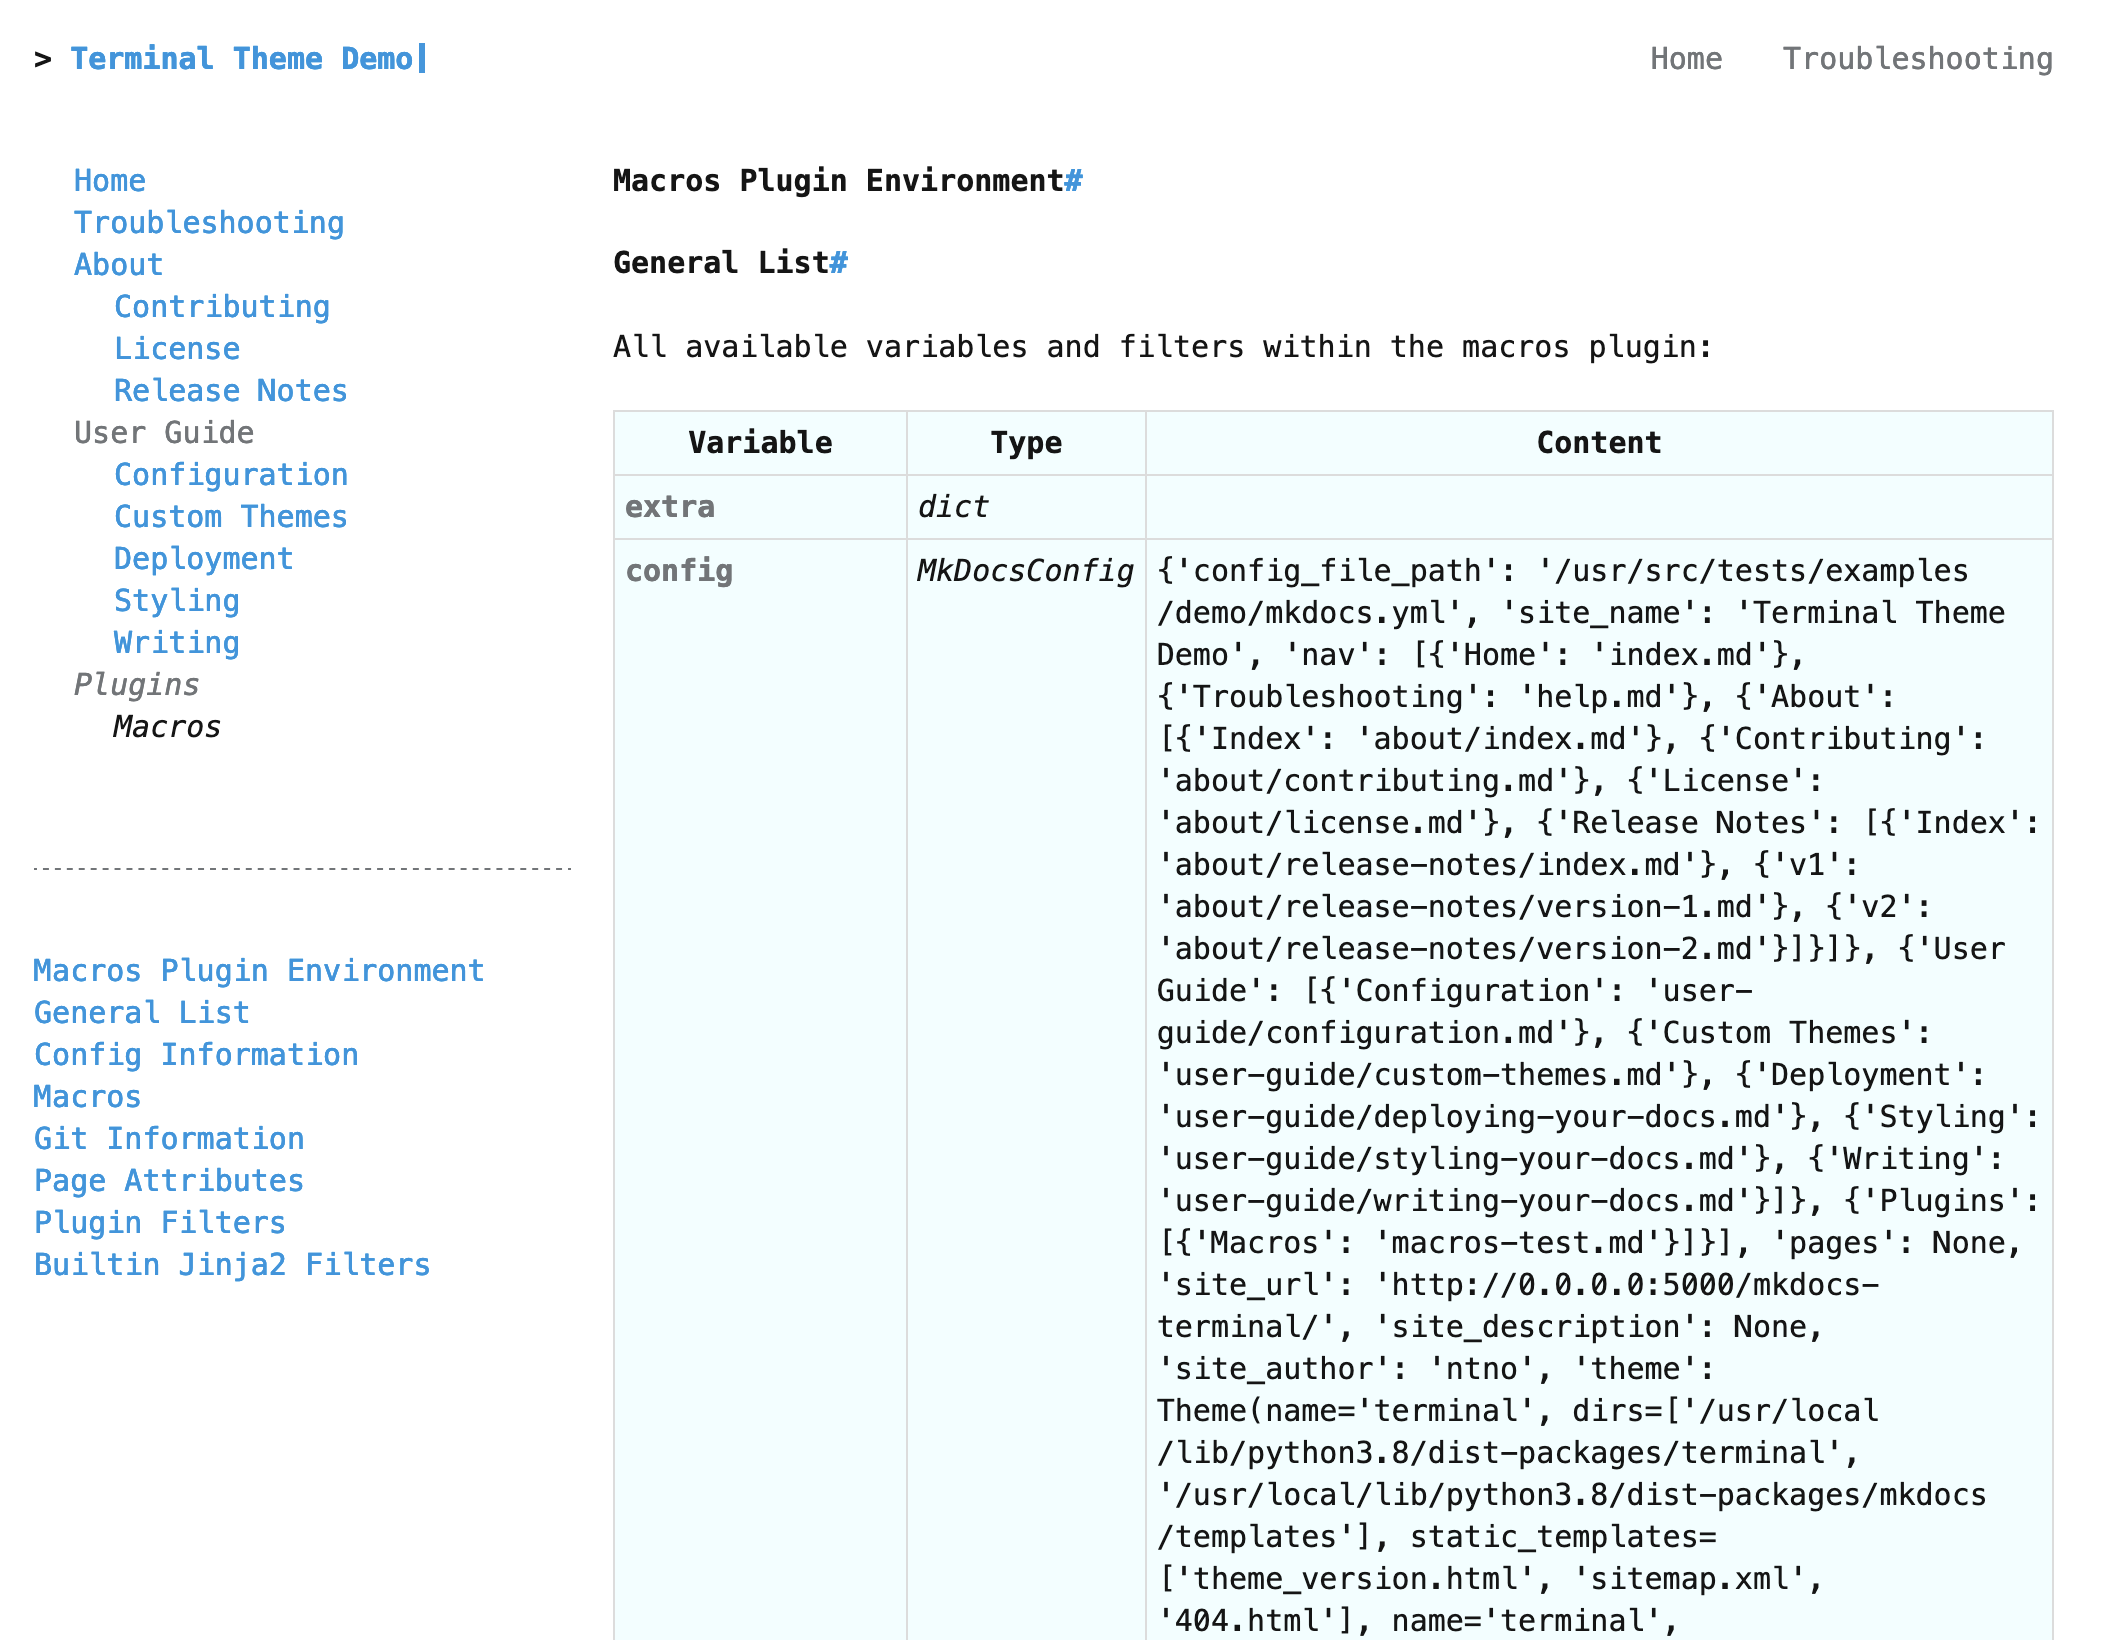 > Terminal Theme Demo
Home Troubleshooting
Home
Troubleshooting
About
Contributing
License
Release Notes
User Guide
Configuration
Custom Themes
Deployment
Styling
Writing
Plugins
Macros
Macros Plugin Environment
General List
Config Information
Macros
Git Information
Page Attributes
Plugin Filters
Builtin Jinja2 Filters
Macros Plugin Environment#
General List#
All available variables and filters within the macros plugin:
Variable Type Content
extra dict
config MkDocsConfig {'config_file_path': '/usr/src/tests/examples
/demo/mkdocs.yml', 'site_name': 'Terminal Theme
Demo', 'nav': [{'Home': 'index.md'},
{'Troubleshooting': 'help.md'}, {'About':
[{'Index': 'about/index.md'}, {'Contributing':
'about/contributing.md'}, {'License':
'about/license.md'}, {'Release Notes': [{'Index':
'about/release-notes/index.md'}, {'v1':
'about/release-notes/version-1.md'}, {'v2':
'about/release-notes/version-2.md'}]}]}, {'User
Guide': [{'Configuration': 'user-
guide/configuration.md'}, {'Custom Themes':
'user-guide/custom-themes.md'}, {'Deployment':
'user-guide/deploying-your-docs.md'}, {'Styling':
'user-guide/styling-your-docs.md'}, {'Writing':
'user-guide/writing-your-docs.md'}]}, {'Plugins':
[{'Macros': 'macros-test.md'}]}], 'pages': None,
'site_url': 'http://0.0.0.0:5000/mkdocs-
terminal/', 'site_description': None,
'site_author': 'ntno', 'theme':
Theme(name='terminal', dirs=['/usr/local
/lib/python3.8/dist-packages/terminal',
'/usr/local/lib/python3.8/dist-packages/mkdocs
/templates'], static_templates=
['theme_version.html', 'sitemap.xml',
'404.html'], name='terminal',